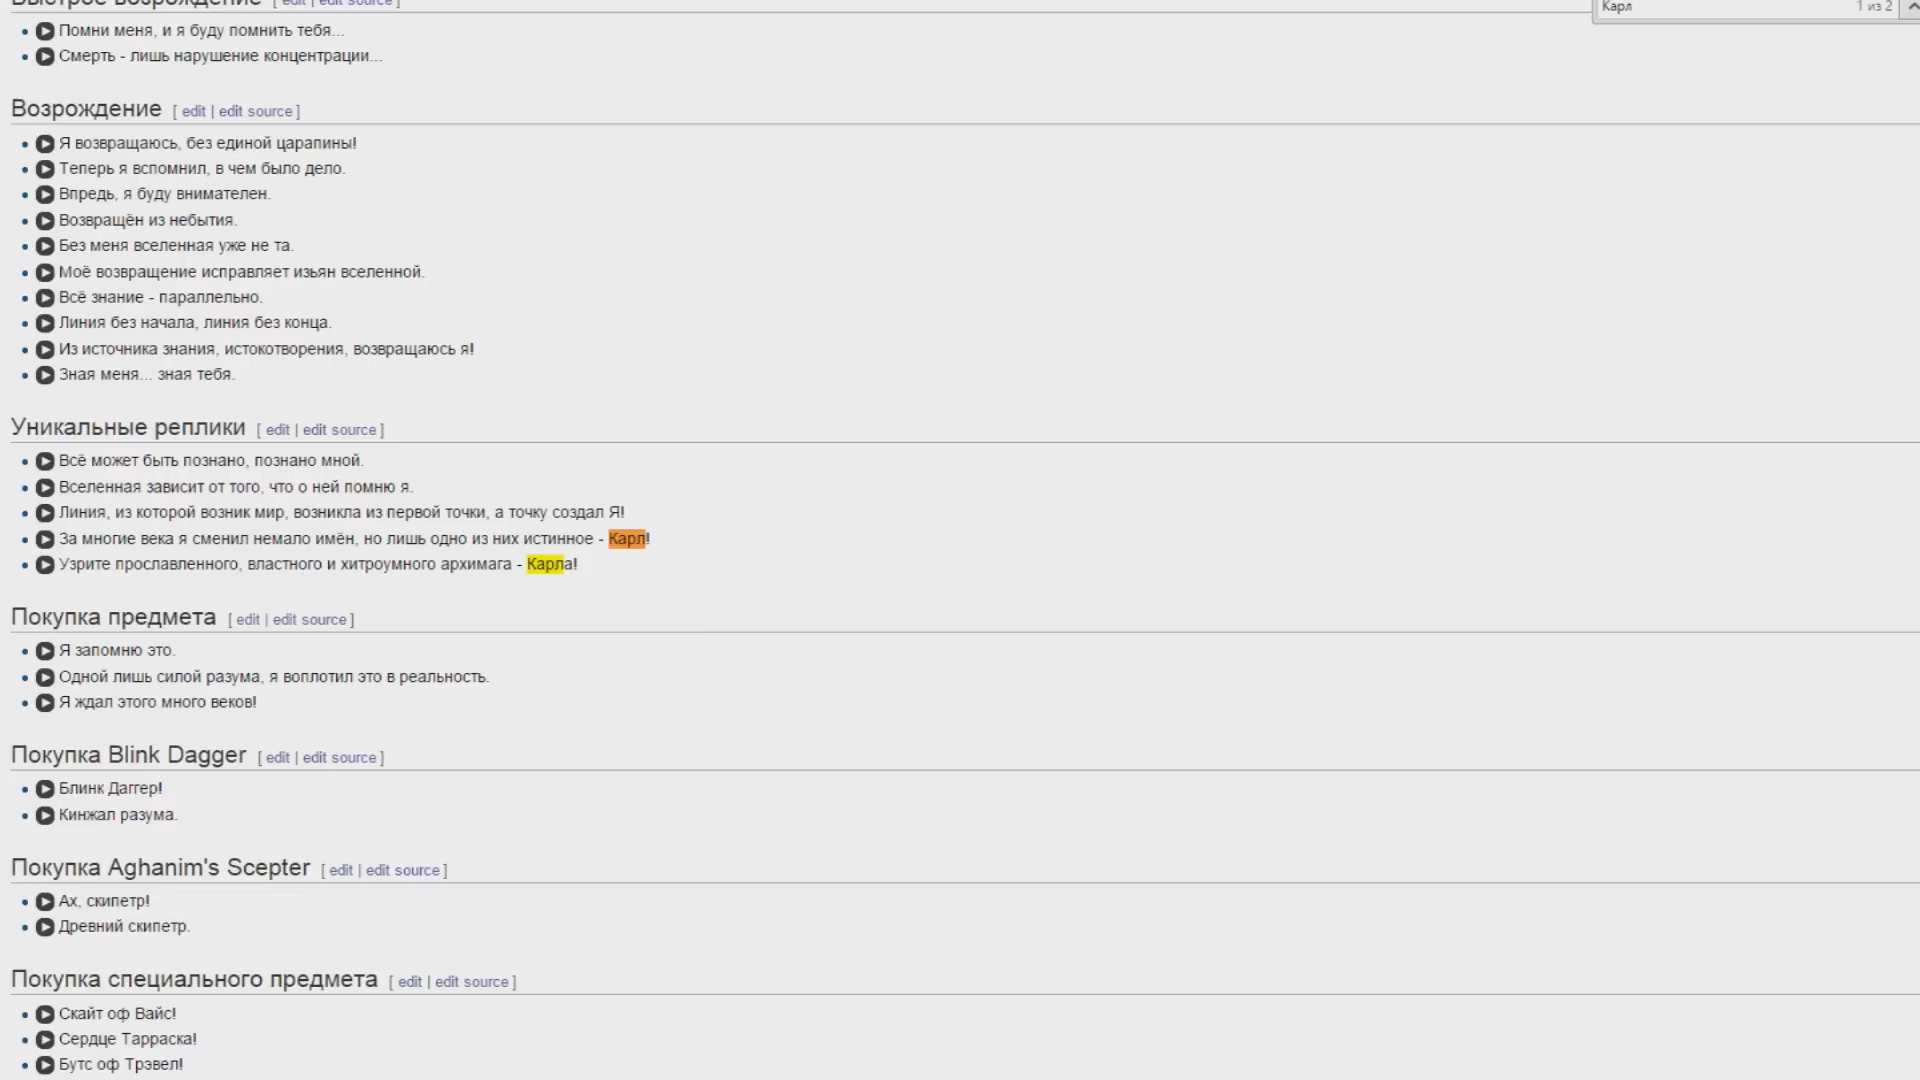 Быстрое возрождение [ edit | edit source ]
Карл 1 из 2
Помни меня, и я буду помнить тебя...
Смерть - лишь нарушение концентрации...
Возрождение [ edit | edit source ]
Я возвращаюсь, без единой царапины!
Теперь я вспомнил, в чем было дело.
Впредь, я буду внимателен.
Возвращён из небытия.
Без меня вселенная уже не та.
Моё возвращение исправляет изьян вселенной.
Всё знание - параллельно.
Линия без начала, линия без конца.
Из источника знания, истокотворения, возвращаюсь я!
Зная меня... зная тебя.
Уникальные реплики [ edit | edit source ]
Всё может быть познано, познано мной.
Вселенная зависит от того, что о ней помню я.
Линия, из которой возник мир, возникла из первой точки, а точку создал Я!
За многие века я сменил немало имён, но лишь одно из них истинное - Карл!
Узрите прославленного, властного и хитроумного архимага - Карла!
Покупка предмета [ edit | edit source ]
Я запомню это.
Одной лишь силой разума, я воплотил это в реальность.
Я ждал этого много веков!
Покупка Blink Dagger [ edit | edit source ]
Блинк Даггер!
Кинжал разума.
Покупка Aghanim's Scepter [ edit | edit source ]
Ах, скипетр!
Древний скипетр.
Покупка специального предмета [ edit | edit source ]
Скайт оф Вайс!
Сердце Тарраска!
Бутс оф Трэвел!